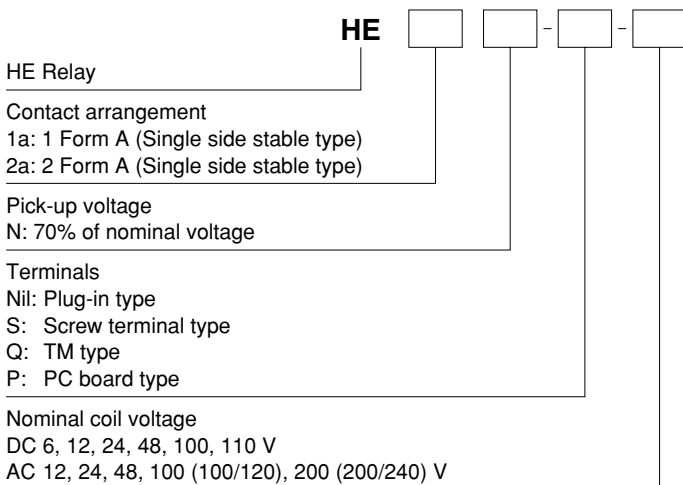 HE - -
HE Relay
Contact arrangement
1a: 1 Form A (Single side stable type)
2a: 2 Form A (Single side stable type)
Pick-up voltage
N: 70% of nominal voltage
Terminals
Nil: Plug-in type
S: Screw terminal type
Q: TM type
P: PC board type
Nominal coil voltage
DC 6, 12, 24, 48, 100, 110 V
AC 12, 24, 48, 100 (100/120), 200 (200/240) V